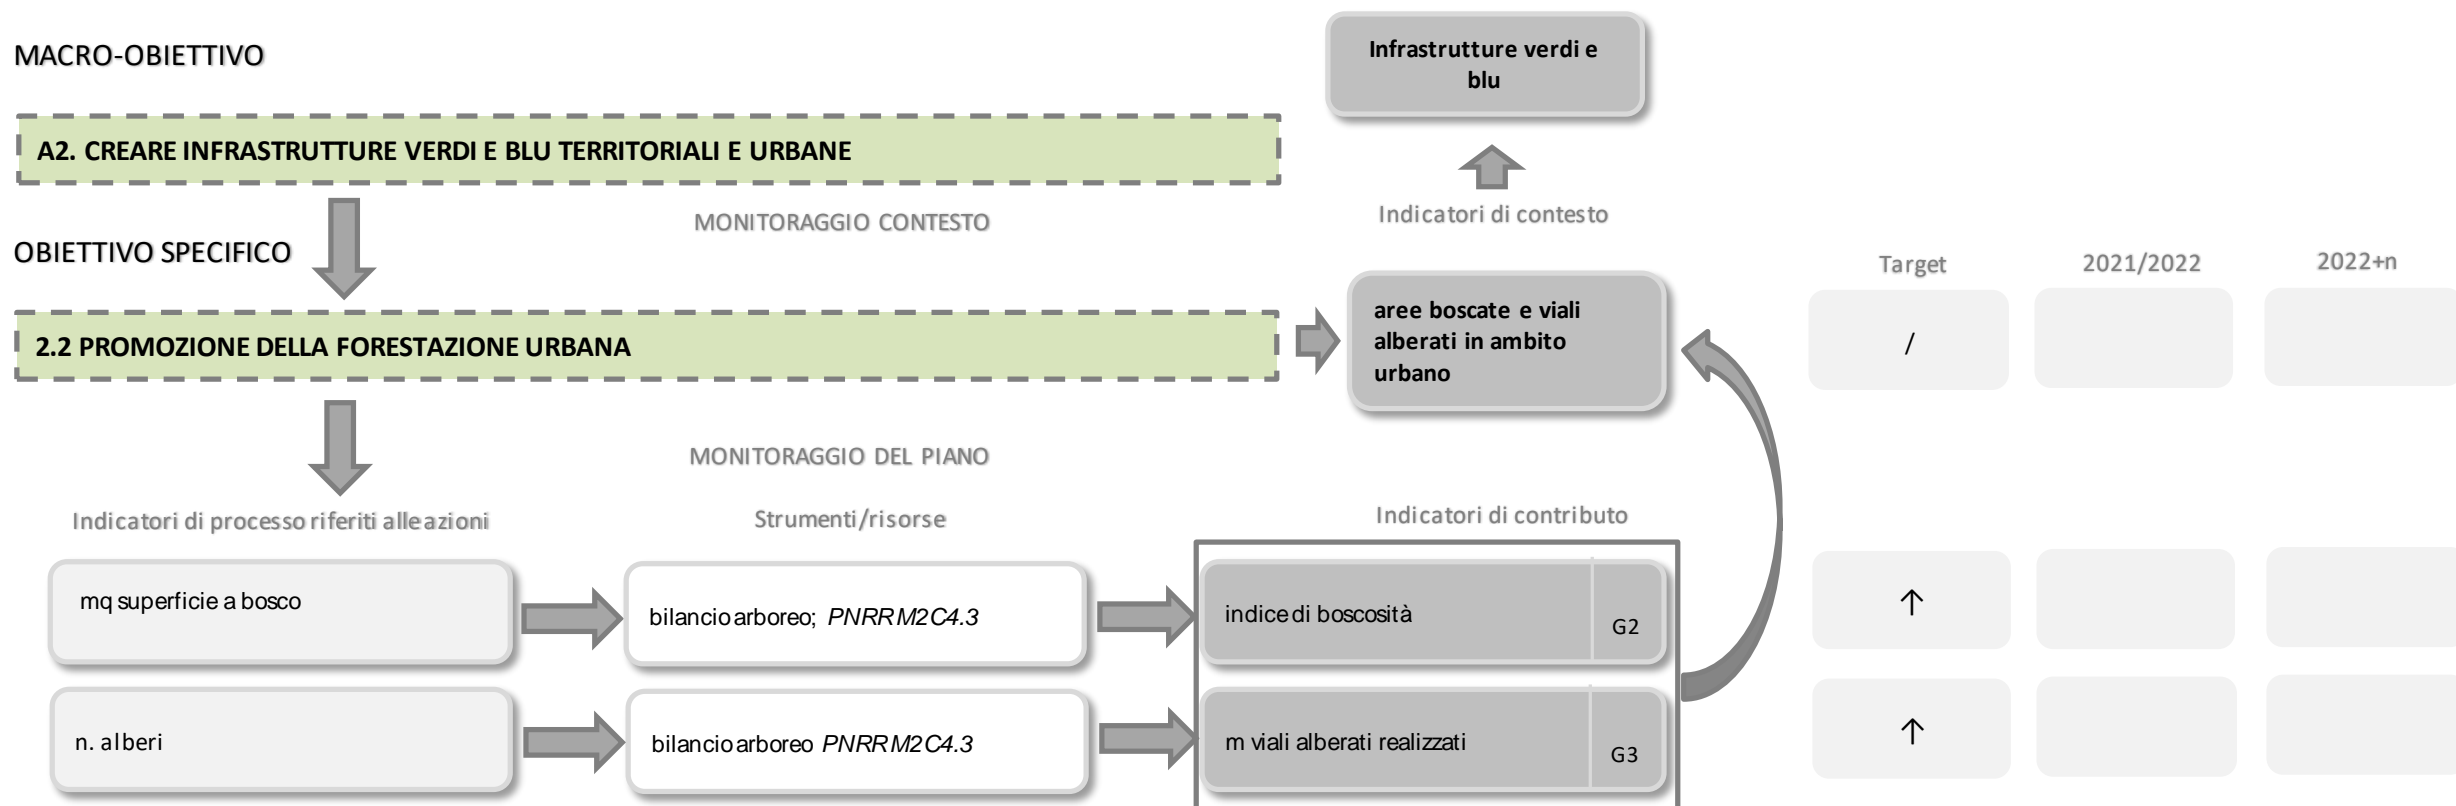 MACRO-OBIETTIVO
Infrastrutture verdi e
blu
A2. CREARE INFRASTRUTTURE VERDI E BLU TERRITORIALI E URBANE
MONITORAGGIO CONTESTO
Indicatori di contesto
OBIETTIVO SPECIFICO
Target
2021/2022
2022+n
2.2 PROMOZIONE DELLA FORESTAZIONE URBANA
aree boscate e viali
alberati in ambito
urbano
/
MONITORAGGIO DEL PIANO
Indicatori di processo riferiti alle azioni
Strumenti/risorse
Indicatori di contributo
mq superficie a bosco
bilancio arboreo; PNRR M2C4.3
indice di boscosità
G2
↑
n. alberi
bilancio arboreo PNRR M2C4.3
m viali alberati realizzati
G3
↑